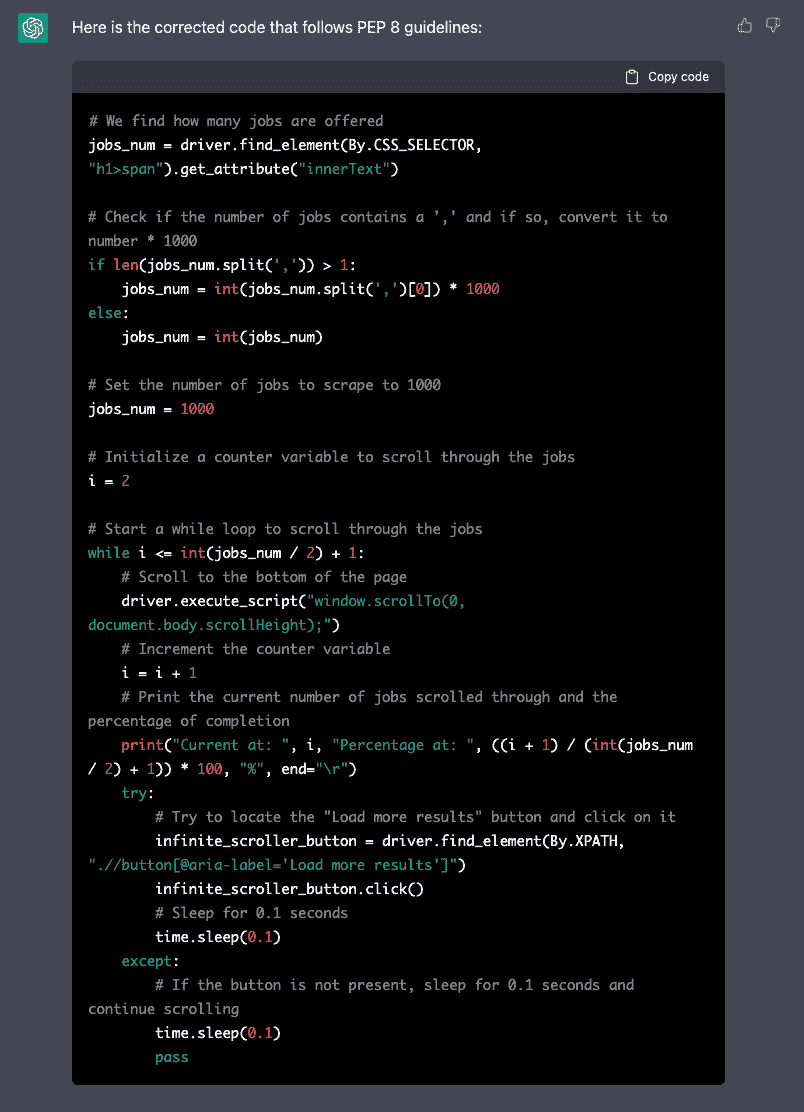 Here is the corrected code that follows PEP 8 guidelines:
Copy code
# We find how many jobs are offered
jobs_num = driver.find_element(By.CSS_SELECTOR,
"h1>span").get_attribute("innerText")
# Check if the number of jobs contains a ',' and if so, convert it to
number * 1000
if len(jobs_num.split(',')) > 1:
    jobs_num = int(jobs_num.split(',')[0]) * 1000
else:
    jobs_num = int(jobs_num)
# Set the number of jobs to scrape to 1000
jobs_num = 1000
# Initialize a counter variable to scroll through the jobs
i = 2
# Start a while loop to scroll through the jobs
while i <= int(jobs_num / 2) + 1:
    # Scroll to the bottom of the page
    driver.execute_script("window.scrollTo(0,
document.body.scrollHeight);")
    # Increment the counter variable
    i = i + 1
    # Print the current number of jobs scrolled through and the
percentage of completion
    print("Current at: ", i, "Percentage at: ", ((i + 1) / (int(jobs_num
/ 2) + 1)) * 100, "%", end="\r")
    try:
        # Try to locate the "Load more results" button and click on it
        infinite_scroller_button = driver.find_element(By.XPATH,
".//button[@aria-label='Load more results']")
        infinite_scroller_button.click()
        # Sleep for 0.1 seconds
        time.sleep(0.1)
    except:
        # If the button is not present, sleep for 0.1 seconds and
continue scrolling
        time.sleep(0.1)
        pass